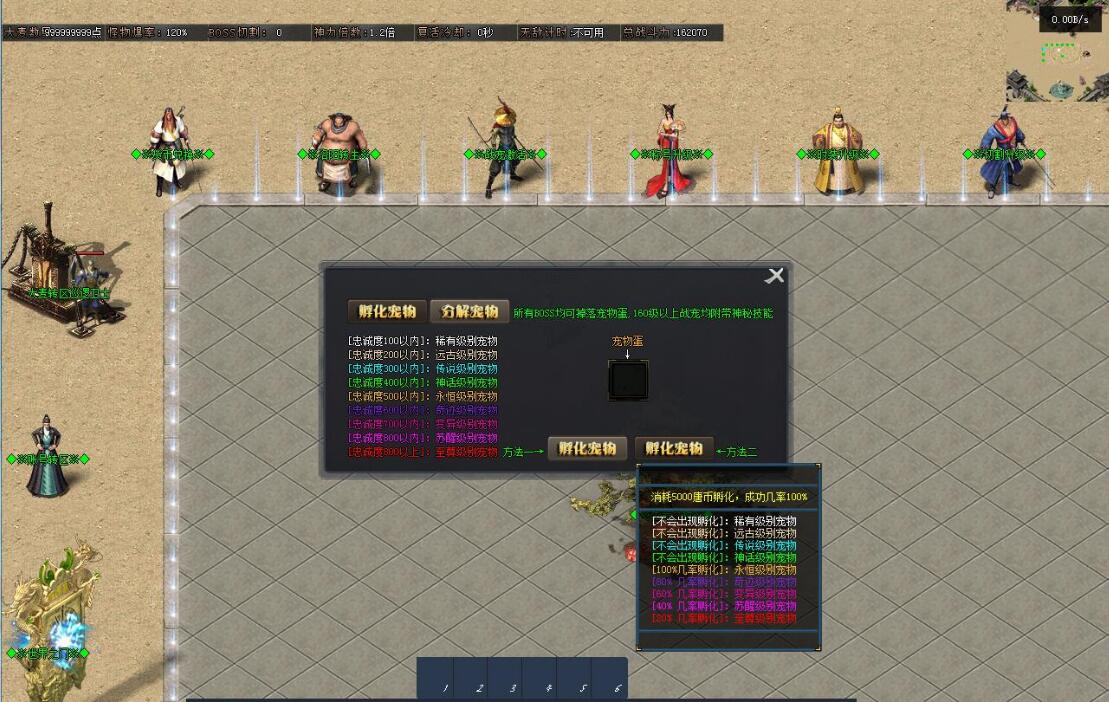 999999999点 怪物爆率：120% BOSS切割： 0 神力倍数:1.2倍 复活冷却：0秒 无敌计时:不可用 总战斗力:162070
0.00B/s
孵化宠物 分解宠物 所有BOSS均可掉落宠物蛋,160级以上战宠均附带神秘技能
[忠诚度100以内]：稀有级别宠物
宠物蛋
[忠诚度200以内]：远古级别宠物
[忠诚度300以内]：传说级别宠物
[忠诚度400以内]：神话级别宠物
[忠诚度500以内]：永恒级别宠物
[忠诚度600以内]：奇迹级别宠物
[忠诚度700以内]：变异级别宠物
[忠诚度800以内]：苏醒级别宠物
[忠诚度800以上]：至尊级别宠物
方法一→ 孵化宠物 孵化宠物 ←方法二
消耗5000唐币孵化，成功几率100%
[不会出现孵化]：稀有级别宠物
[不会出现孵化]：远古级别宠物
[不会出现孵化]：传说级别宠物
[不会出现孵化]：神话级别宠物
[100%几率孵化]：永恒级别宠物
[80% 几率孵化]：奇迹级别宠物
[60% 几率孵化]：变异级别宠物
[40% 几率孵化]：苏醒级别宠物
[20% 几率孵化]：至尊级别宠物
◆※世界之门※◆
1 2 3 4 5 6